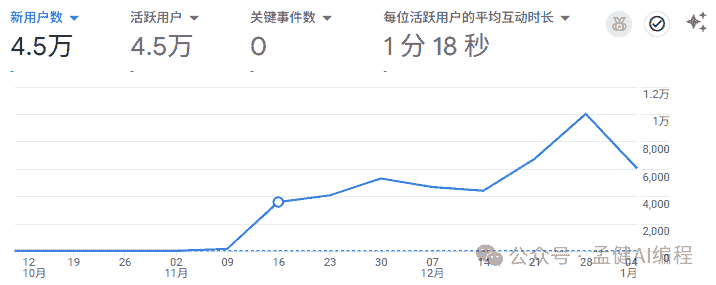 新用户数 活跃用户 关键事件数 每位活跃用户的平均互动时长
4.5万 4.5万 0 1 分 18 秒
- - -
1.2万
1万
8,000
6,000
4,000
2,000
0
12 19 26 02 09 16 23 30 07 14 21 28 04
10月 11月 12月 1月
公众号 · 孟健AI编程